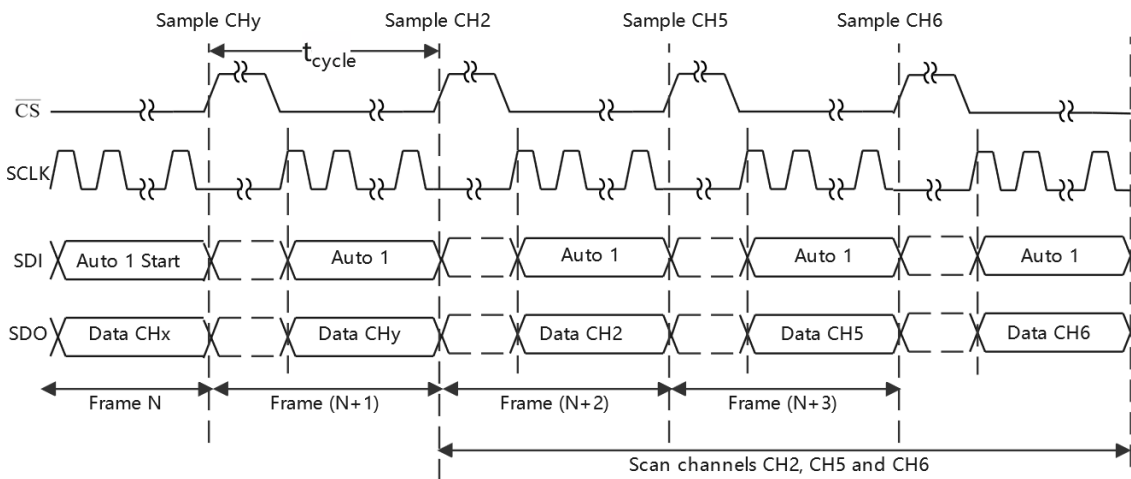 Sample CHy Sample CH2 Sample CH5 Sample CH6
tcycle
CS
SCLK
SDI Auto 1 Start Auto 1 Auto 1 Auto 1 Auto 1
SDO Data CHx Data CHy Data CH2 Data CH5 Data CH6
Frame N Frame (N+1) Frame (N+2) Frame (N+3)
Scan channels CH2, CH5 and CH6